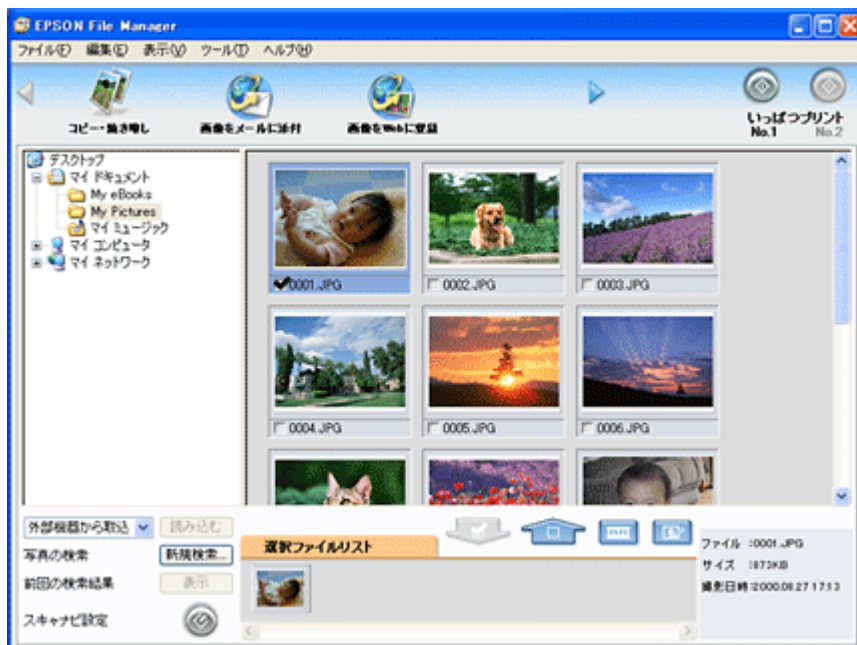 EPSON File Manager
ファイル(F) 編集(E) 表示(V) ツール(T) ヘルプ(H)
コピー・焼き増し 画像をメールに添付 画像をWebに登録 いっぱつプリント
No.1 No.2
デスクトップ
マイ ドキュメント
My eBooks
My Pictures
マイ ミュージック
マイ コンピュータ
マイ ネットワーク
0001.JPG 0002.JPG 0003.JPG
0004.JPG 0005.JPG 0006.JPG
外部機器から取込 読み込む
写真の検索 新規検索...
前回の検索結果 表示
スキャナビ設定
選択ファイルリスト
ファイル :0001.JPG
サイズ :873KB
撮影日時:2000.08.27 17:13